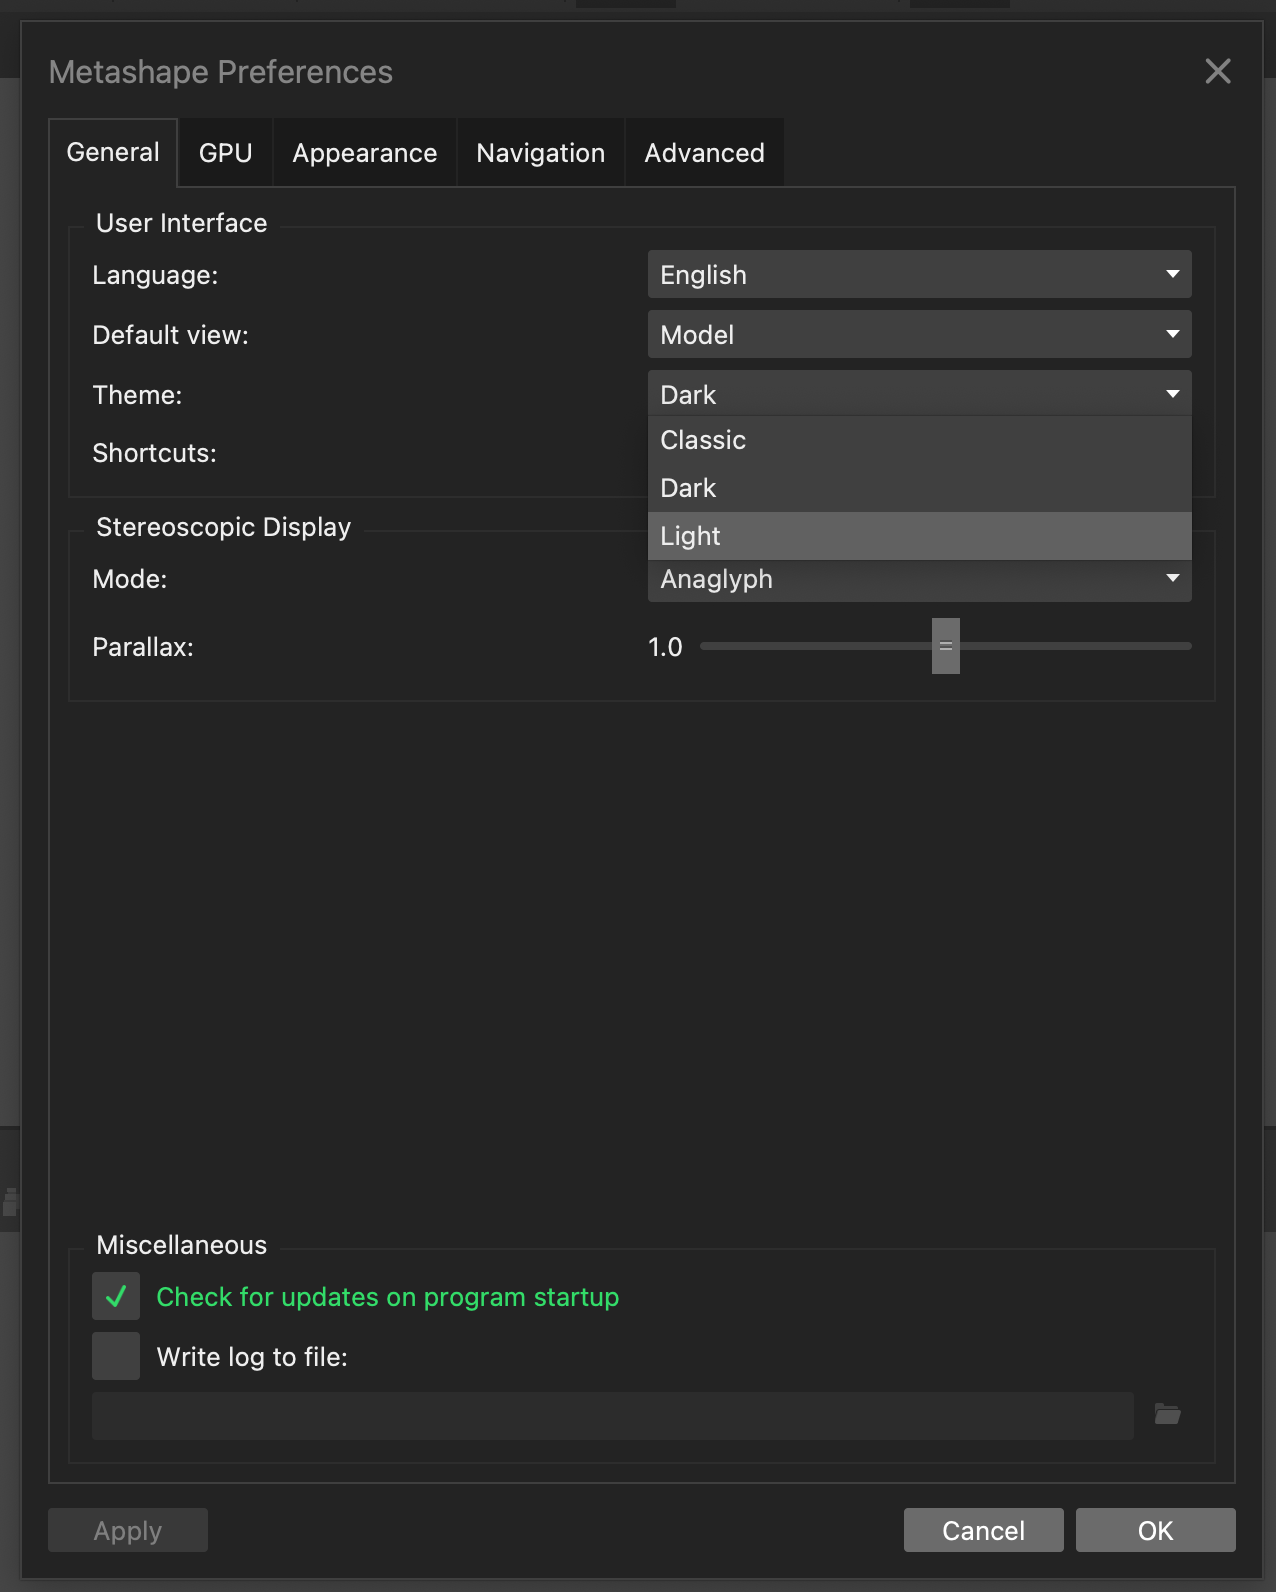 Metashape Preferences
General GPU Appearance Navigation Advanced
User Interface
Language: English
Default view: Model
Theme: Dark
Classic
Shortcuts:
Dark
Light
Stereoscopic Display
Mode: Anaglyph
Parallax: 1.0
Miscellaneous
Check for updates on program startup
Write log to file:
Apply Cancel OK